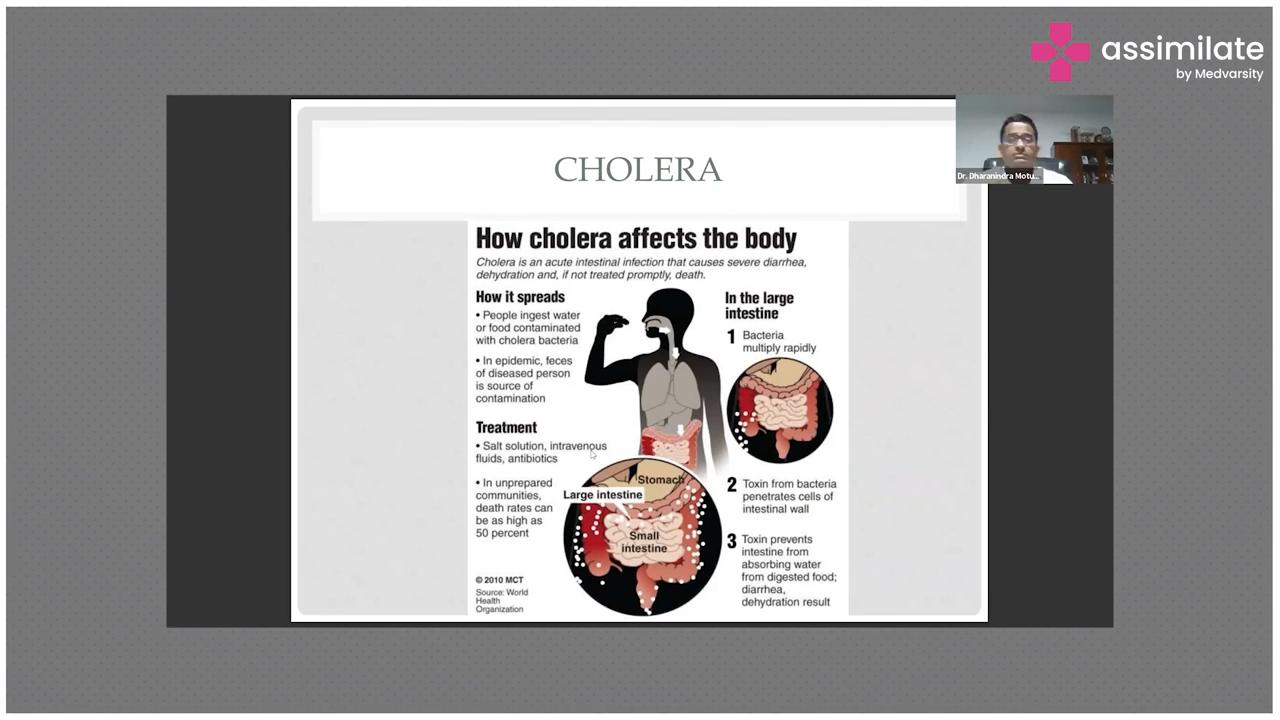 assimilate
by Medvarsity
Dr. Dharanindra Motu...
CHOLERA
How cholera affects the body
Cholera is an acute intestinal infection that causes severe diarrhea,
dehydration and, if not treated promptly, death.
How it spreads
• People ingest water
or food contaminated
with cholera bacteria
• In epidemic, feces
of diseased person
is source of
contamination
Treatment
• Salt solution, intravenous
fluids, antibiotics
• In unprepared
communities,
death rates can
be as high as
50 percent
© 2010 MCT
Source: World
Health
Organization
Stomach
Large intestine
Small
intestine
In the large
intestine
1 Bacteria
multiply rapidly
2 Toxin from bacteria
penetrates cells of
intestinal wall
3 Toxin prevents
intestine from
absorbing water
from digested food;
diarrhea,
dehydration result